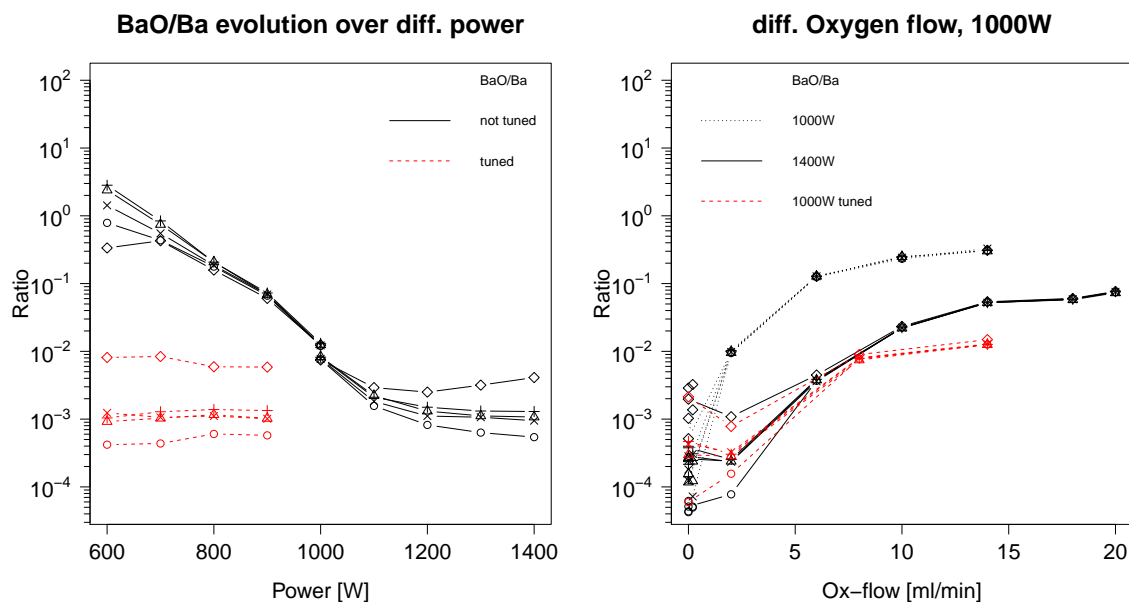 BaO/Ba evolution over diff. power
BaO/Ba
not tuned
tuned
Ratio
10^2
10^1
10^0
10^−1
10^−2
10^−3
10^−4
600 800 1000 1200 1400
Power [W]
diff. Oxygen flow, 1000W
BaO/Ba
1000W
1400W
1000W tuned
Ratio
10^2
10^1
10^0
10^−1
10^−2
10^−3
10^−4
0 5 10 15 20
Ox−flow [ml/min]